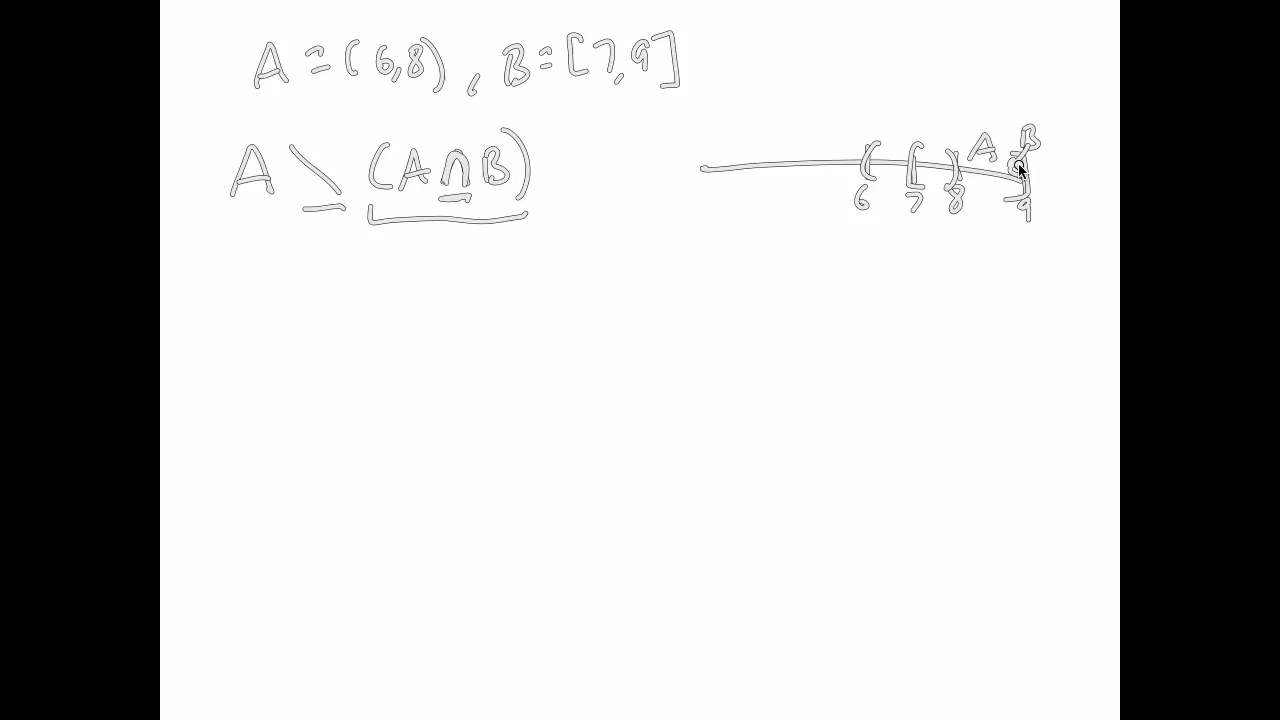 A = (6,8), B = [7,9]
A \ (A ∩ B)
A B
6 7 8 9